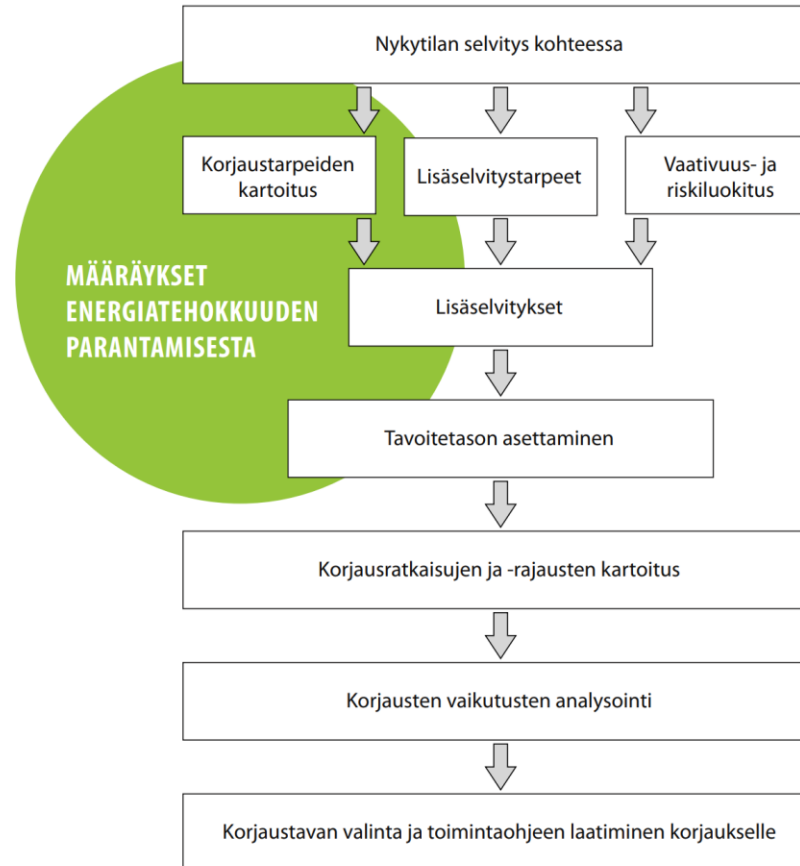 Nykytilan selvitys kohteessa
Korjaustarpeiden
kartoitus
Lisäselvitystarpeet
Vaativuus- ja
riskiluokitus
MÄÄRÄYKSET
ENERGIATEHOKKUUDEN
PARANTAMISESTA
Lisäselvitykset
Tavoitetason asettaminen
Korjausratkaisujen ja -rajausten kartoitus
Korjausten vaikutusten analysointi
Korjaustavan valinta ja toimintaohjeen laatiminen korjaukselle